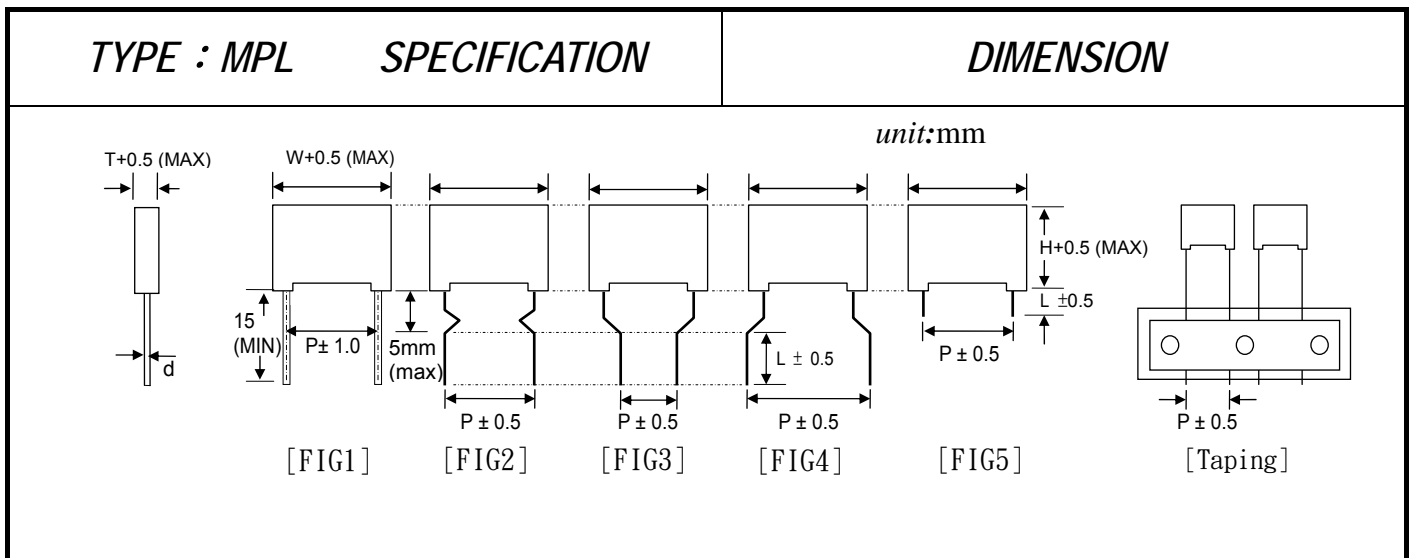 TYPE：MPL SPECIFICATION
DIMENSION
unit:mm
T+0.5 (MAX)
W+0.5 (MAX)
H+0.5 (MAX)
L ±0.5
15
(MIN)
P± 1.0
5mm
(max)
d
L ± 0.5
P ± 0.5
P ± 0.5
P ± 0.5
P ± 0.5
P ± 0.5
[FIG1]
[FIG2]
[FIG3]
[FIG4]
[FIG5]
[Taping]